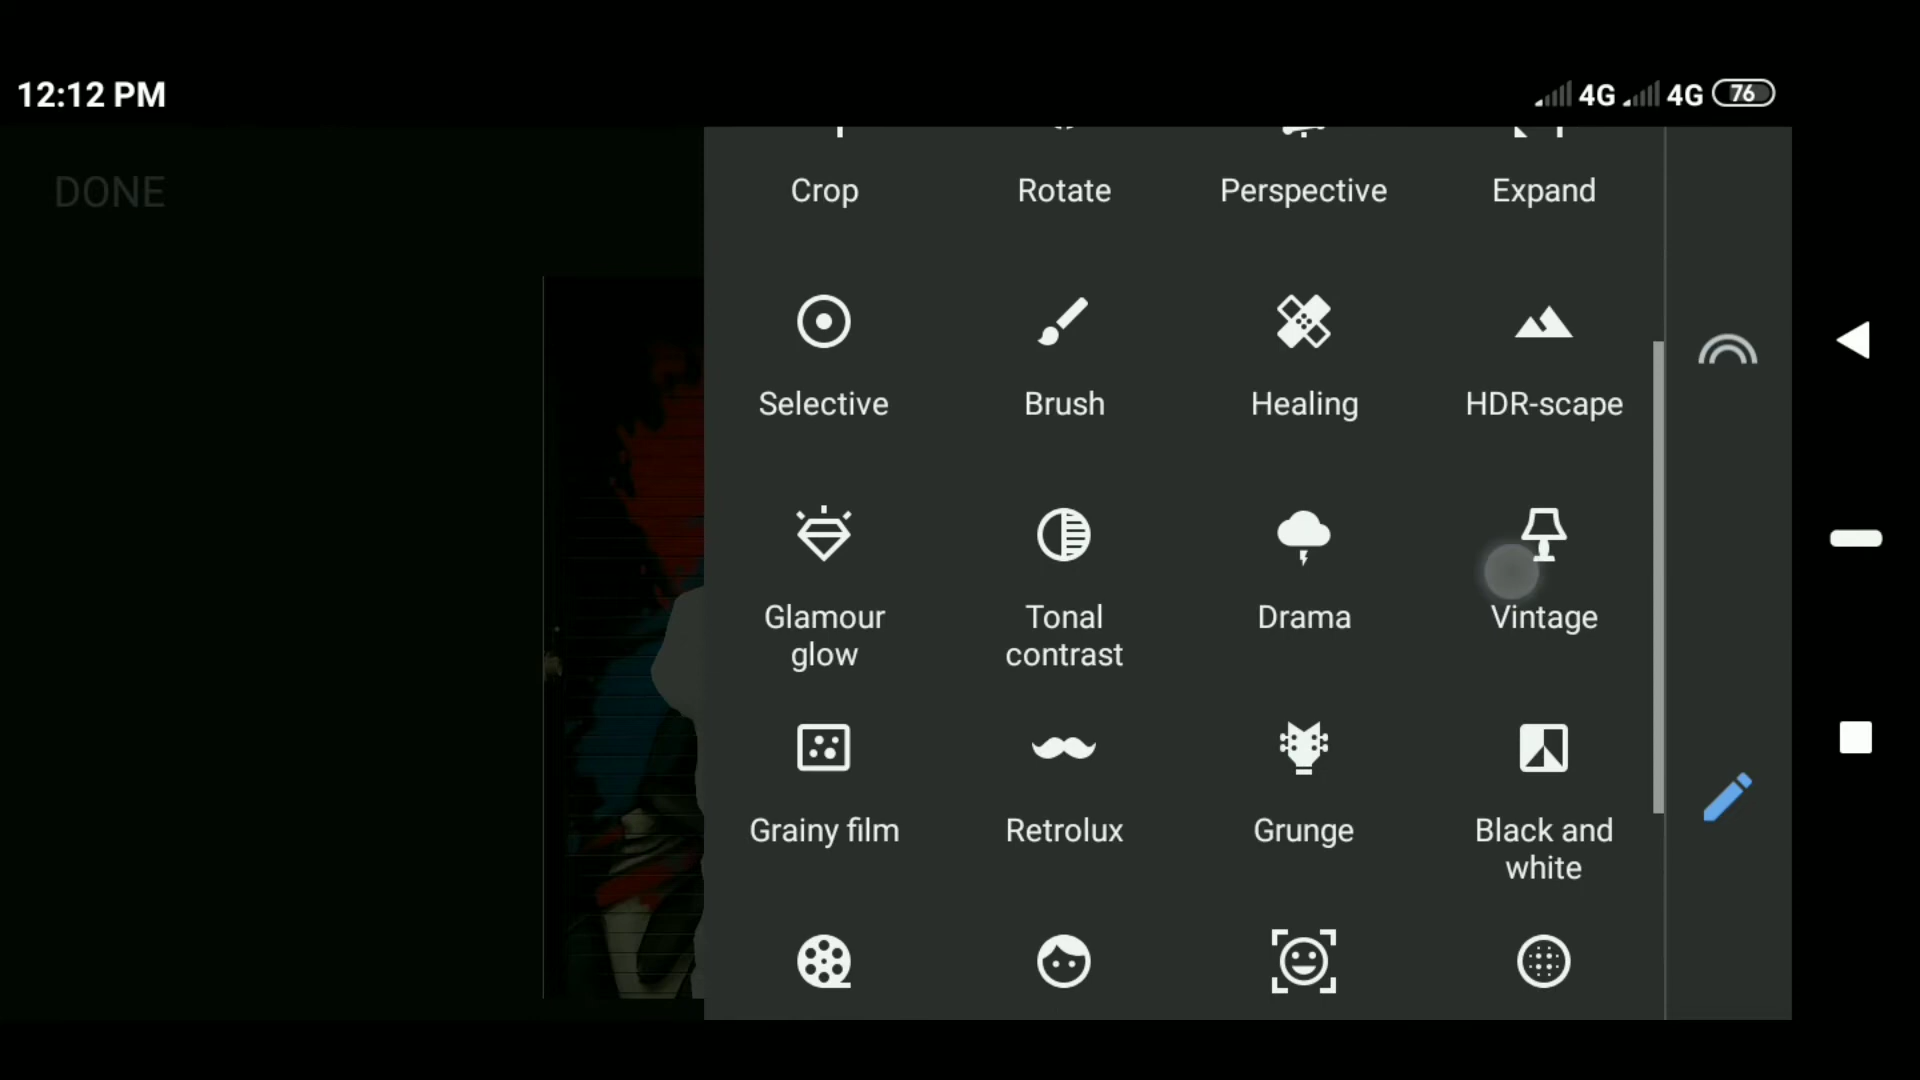 12:12 PM
4G 4G 76
DONE
Crop Rotate Perspective Expand
Selective Brush Healing HDR-scape
Glamour glow
Tonal contrast
Drama
Vintage
Grainy film
Retrolux
Grunge
Black and white